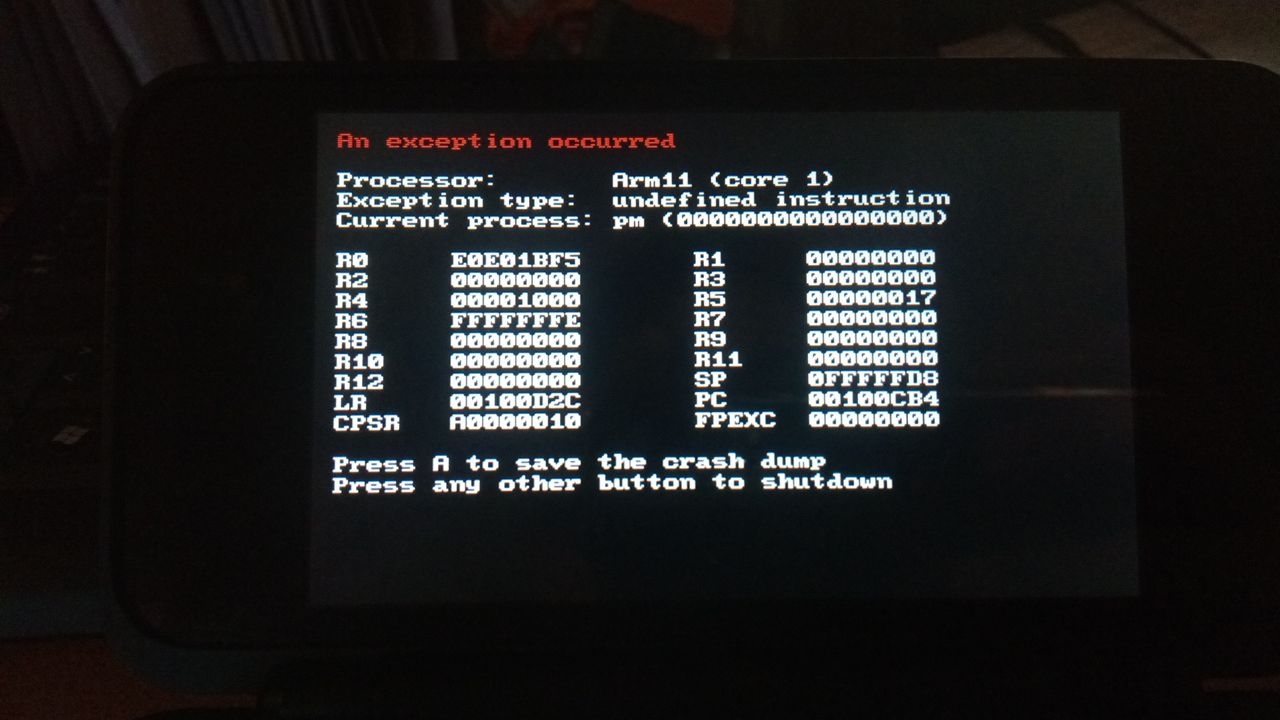 An exception occurred
Processor: Arm11 (core 1)
Exception type: undefined instruction
Current process: pm (0000000000000000)
R0 E0E01BF5 R1 00000000
R2 00000000 R3 00000000
R4 00001000 R5 00000017
R6 FFFFFFFE R7 00000000
R8 00000000 R9 00000000
R10 00000000 R11 00000000
R12 00000000 SP 0FFFFFD8
LR 00100D2C PC 00100CB4
CPSR A0000010 FPEXC 00000000
Press A to save the crash dump
Press any other button to shutdown